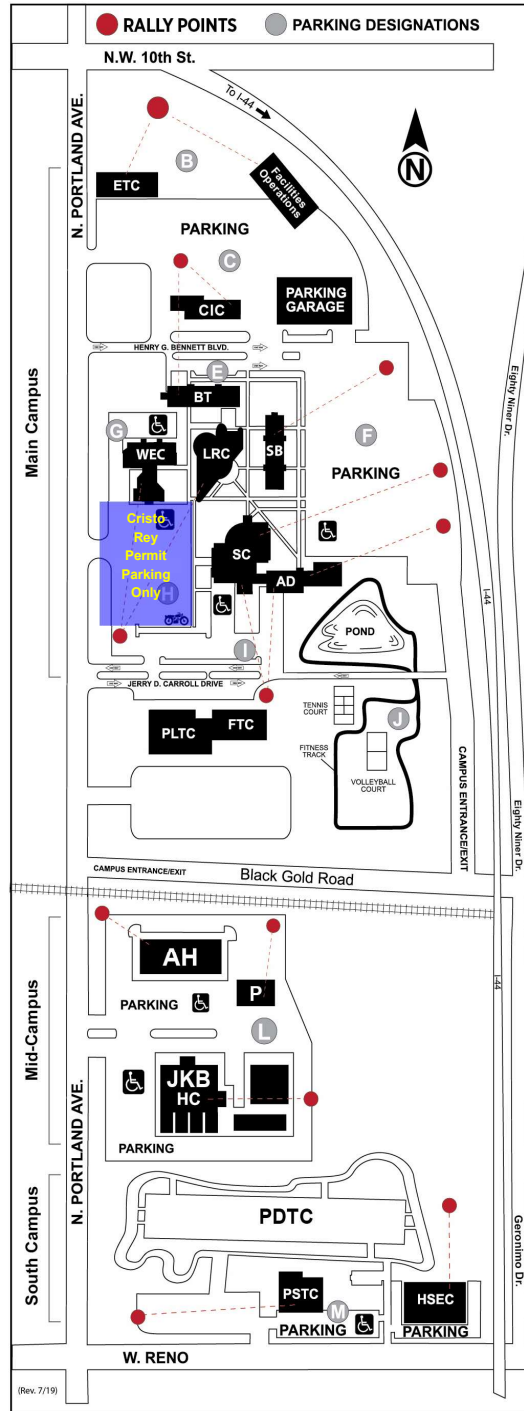 RALLY POINTS
PARKING DESIGNATIONS
N.W. 10th St.
N. PORTLAND AVE.
To I-44
N
B
ETC
Facilities
Operations
PARKING
C
CIC
PARKING
GARAGE
HENRY G. BENNETT BLVD.
E
BT
Eighty Niner Dr.
Main Campus
G
WEC
LRC
SB
F
PARKING
Cristo
Rey
Permit
Parking
Only
H
SC
AD
I-44
POND
I
JERRY D. CARROLL DRIVE
TENNIS
COURT
J
PLTC
FTC
FITNESS
TRACK
VOLLEYBALL
COURT
CAMPUS ENTRANCE/EXIT
Eighty Niner Dr.
CAMPUS ENTRANCE/EXIT
Black Gold Road
Mid-Campus
AH
I-44
PARKING
P
L
JKB
HC
PARKING
N. PORTLAND AVE.
South Campus
PDTC
Geronimo Dr.
PSTC
M
HSEC
PARKING
PARKING
W. RENO
(Rev. 7/19)